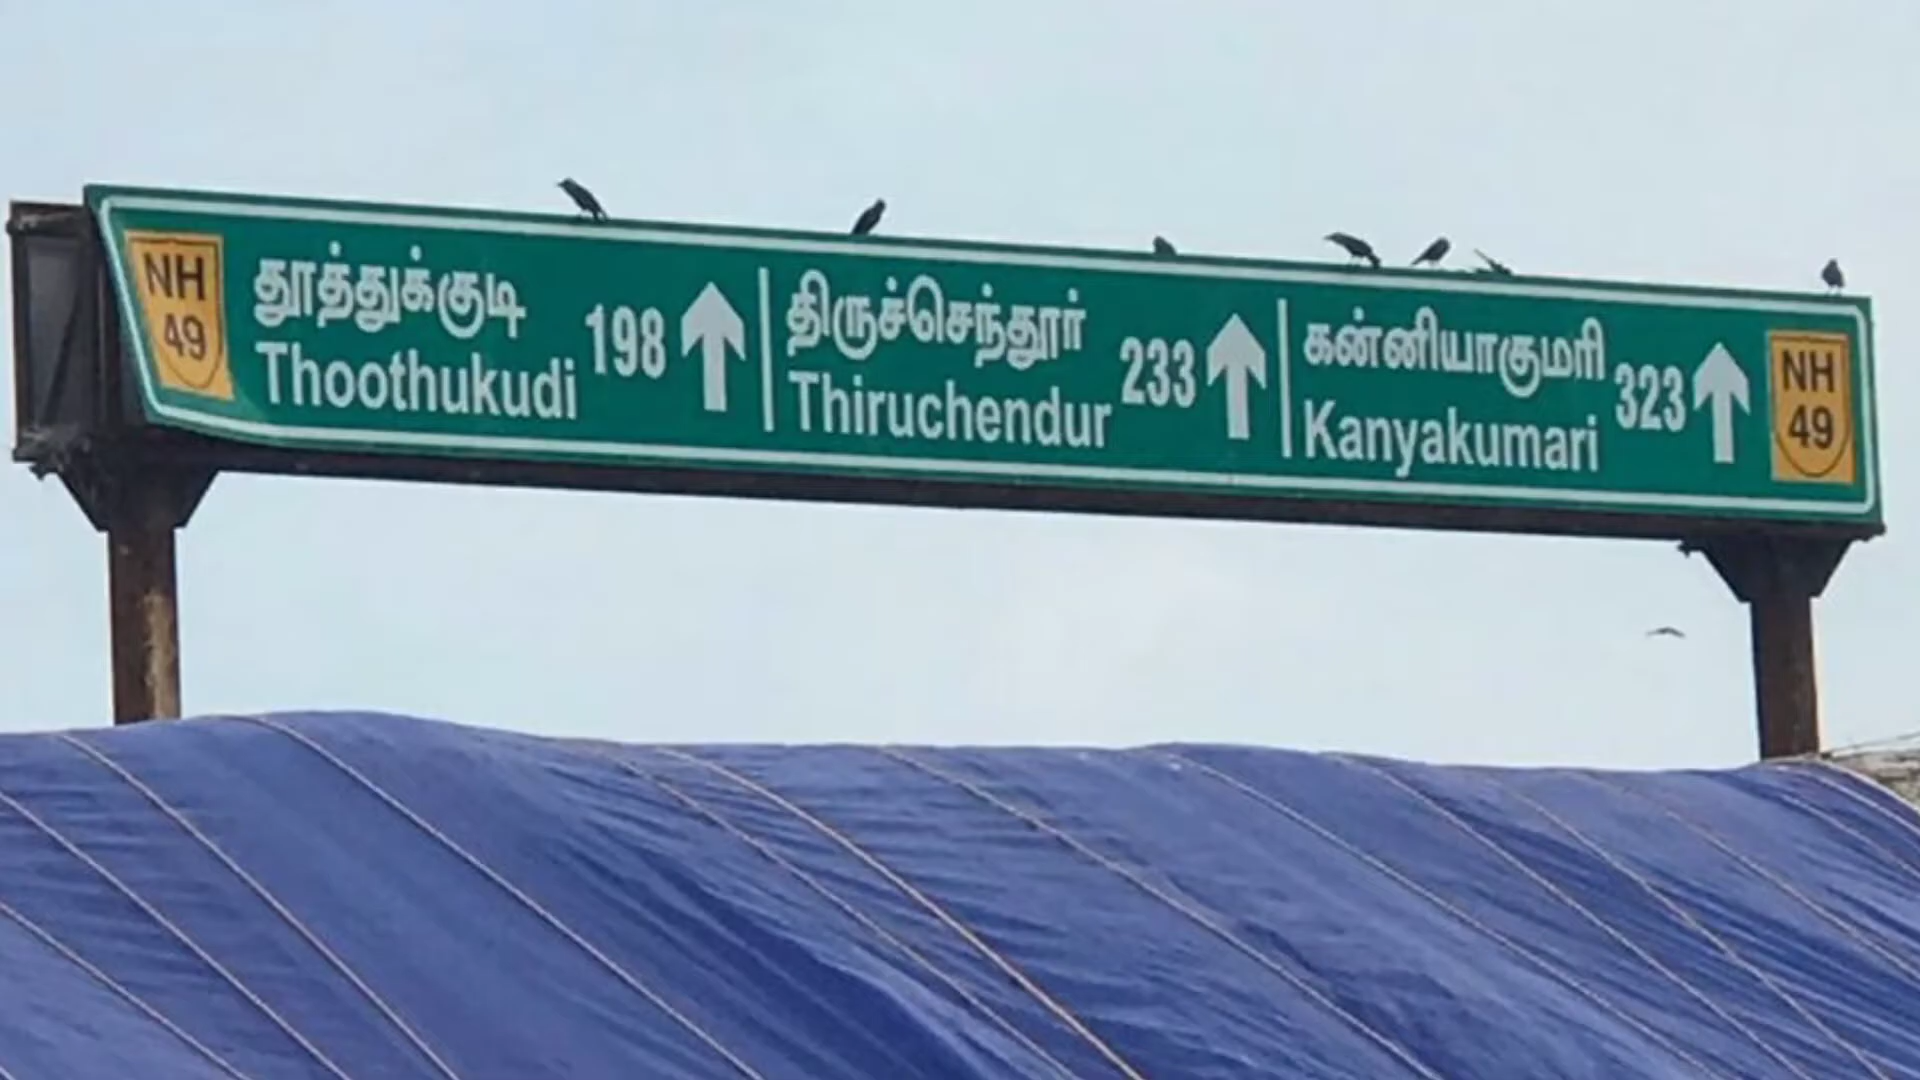 NH
49
தூத்துக்குடி
Thoothukudi
198
திருச்செந்தூர்
Thiruchendur
233
கன்னியாகுமரி
Kanyakumari
323
NH
49